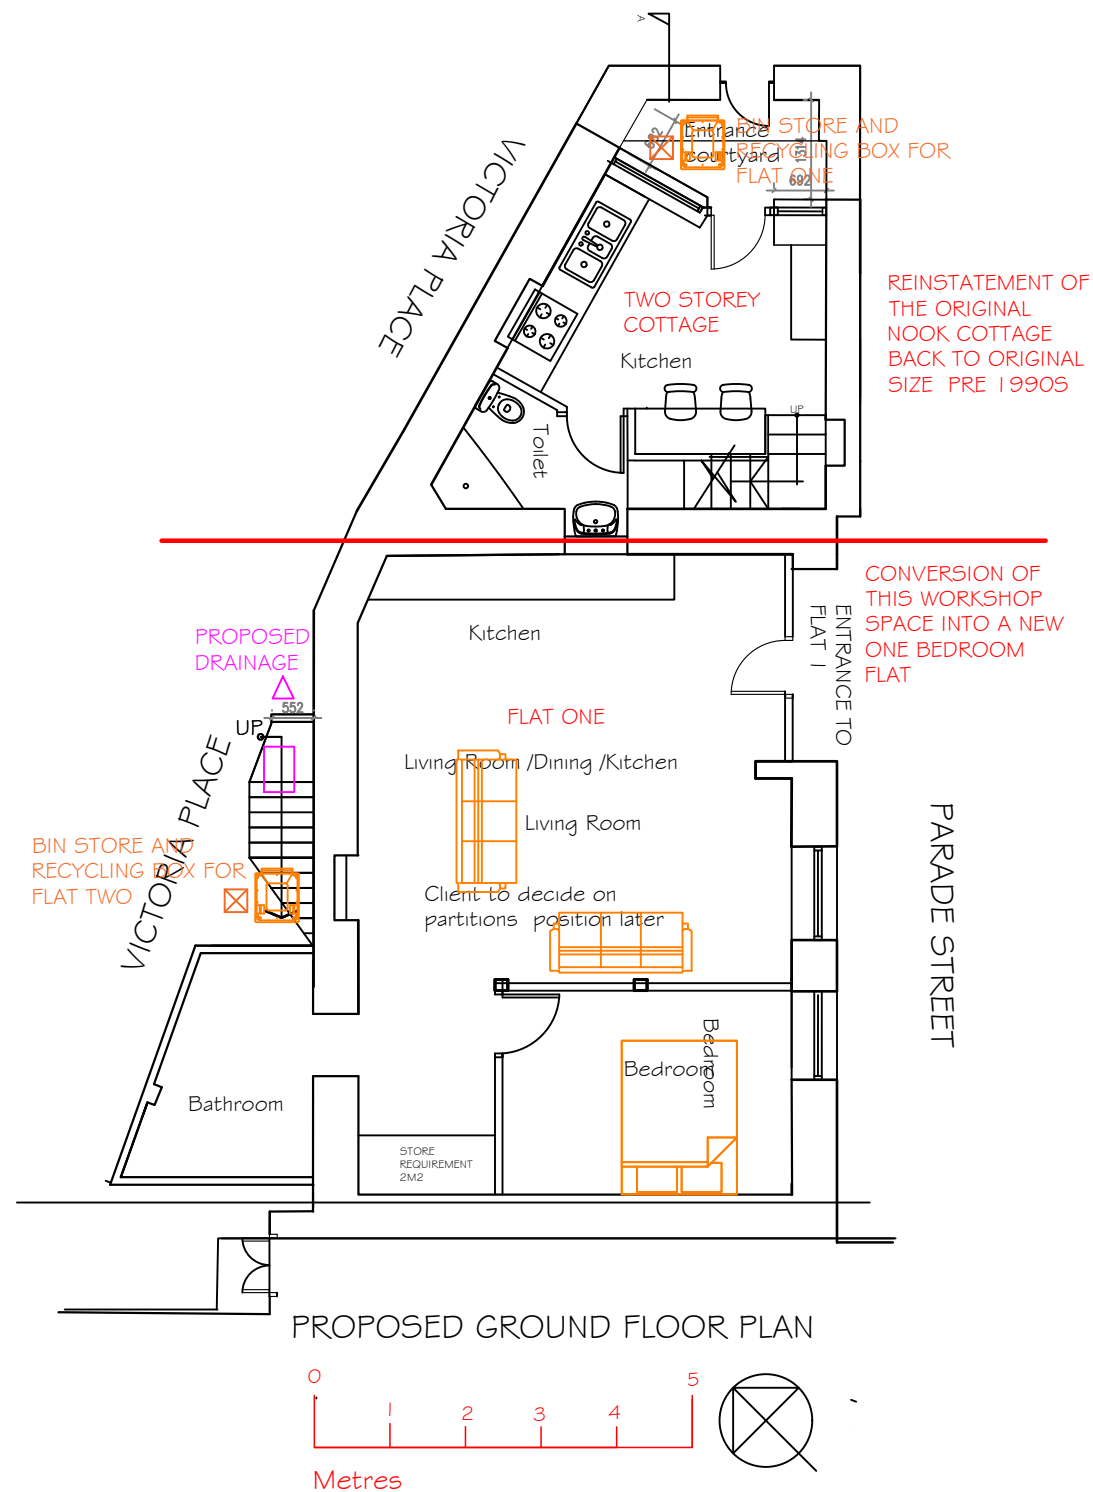 A
Entrance
courtyard
BIN STORE AND
RECYCLING BOX FOR
FLAT ONE
1314
692
VICTORIA PLACE
TWO STOREY
COTTAGE
Kitchen
REINSTATEMENT OF
THE ORIGINAL
NOOK COTTAGE
BACK TO ORIGINAL
SIZE PRE 1990S
UP
Toilet
CONVERSION OF
THIS WORKSHOP
SPACE INTO A NEW
ONE BEDROOM
FLAT
ENTRANCE TO
FLAT 1
Kitchen
PROPOSED
DRAINAGE
552
UP
FLAT ONE
Living Room /Dining /Kitchen
Living Room
VICTORIA PLACE
BIN STORE AND
RECYCLING BOX FOR
FLAT TWO
Client to decide on
partitions position later
PARADE STREET
Bedroom
Bedroom
Bathroom
STORE
REQUIREMENT
2M2
PROPOSED GROUND FLOOR PLAN
0 1 2 3 4 5
Metres